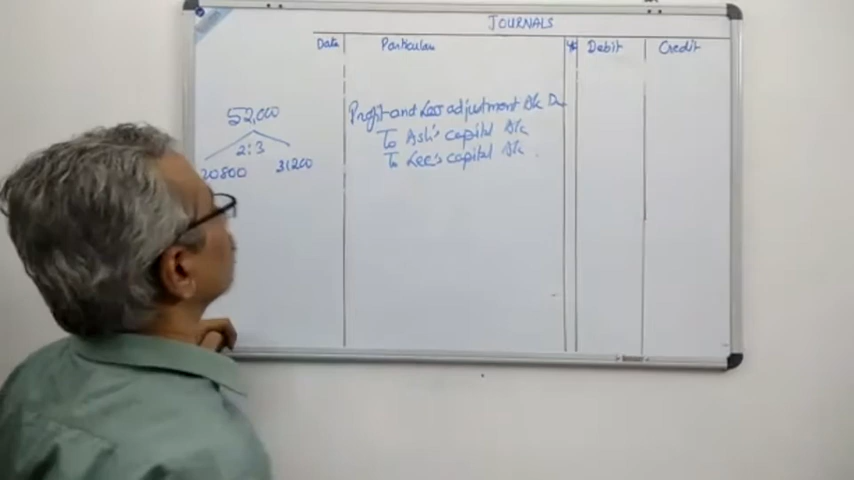 JOURNALS
Date Particulars Debit Credit
52,000
2:3
20800 31200
Profit and Loss adjustment A/c Dr
To Ash's capital A/c
To Lee's capital A/c